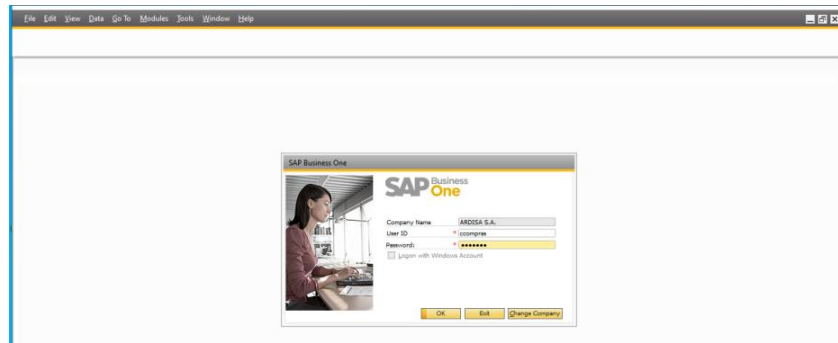 File Edit View Data Go To Modules Tools Window Help
SAP Business One
SAP Business One
Company Name ARDISA S.A.
User ID * ccompras
Password: * •••••••
Logon with Windows Account
OK Exit Change Company